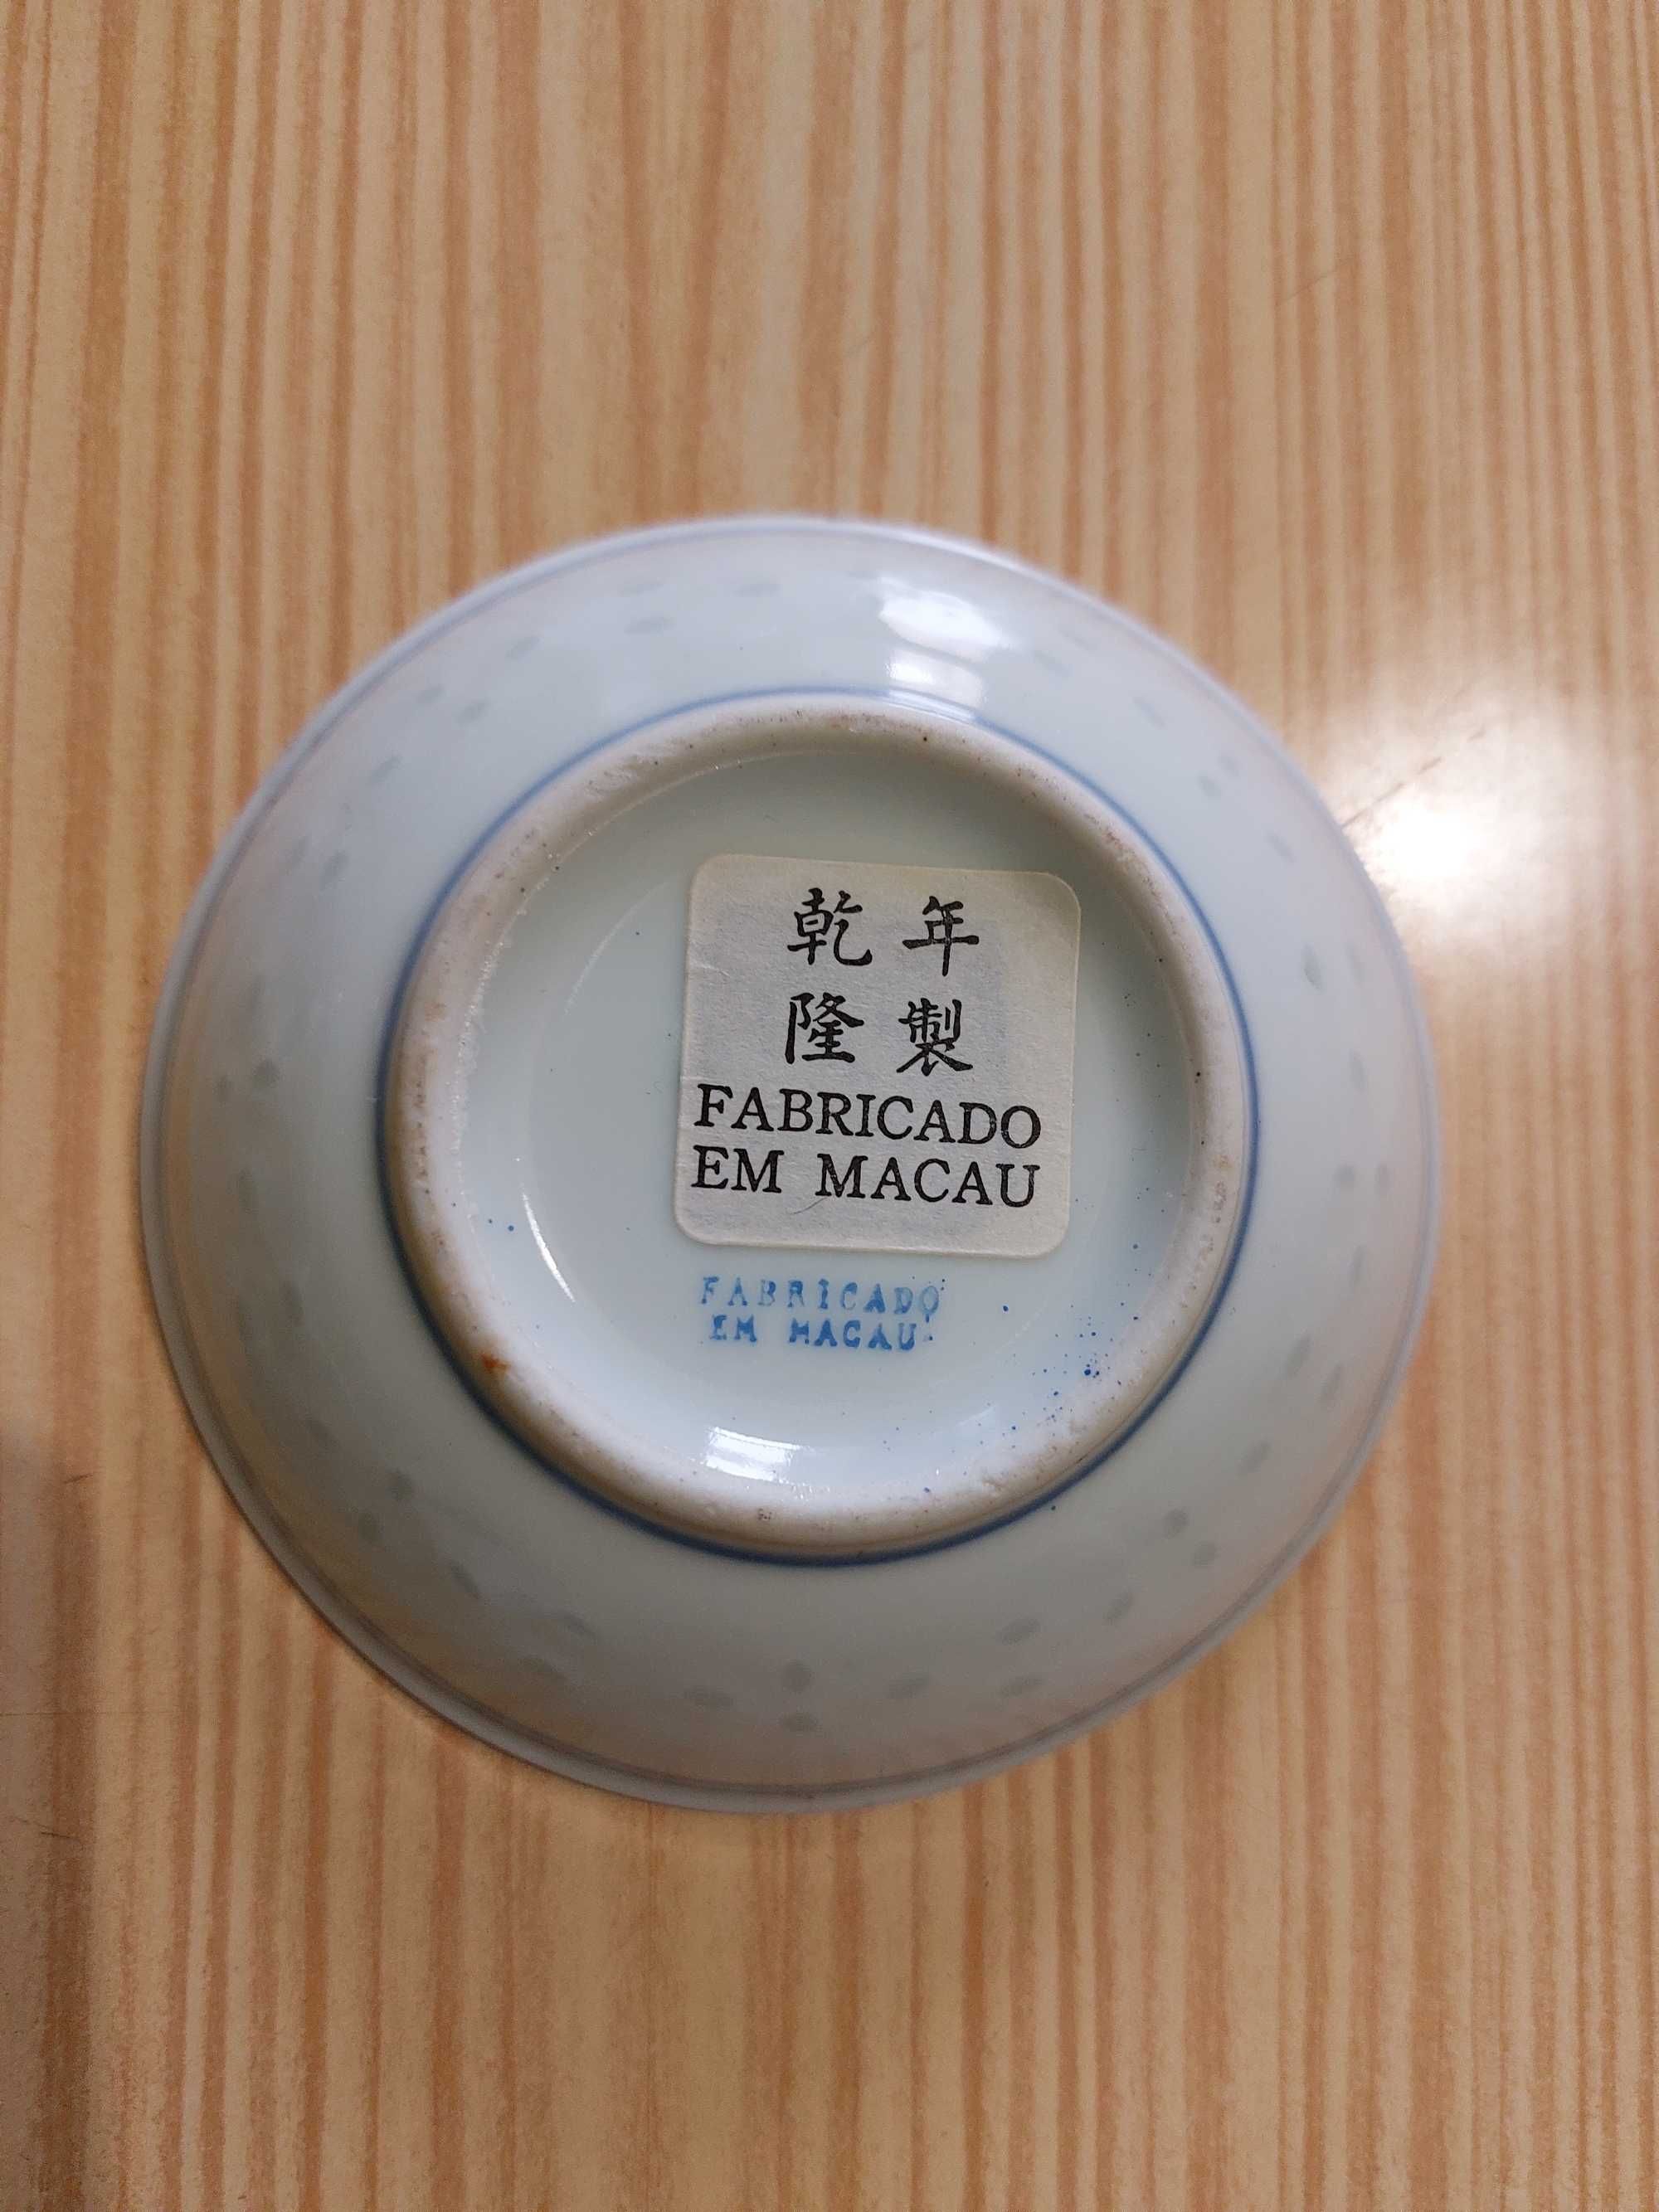 乾 年
隆 製
FABRICADO
EM MACAU
FABRICADO
EM MACAU